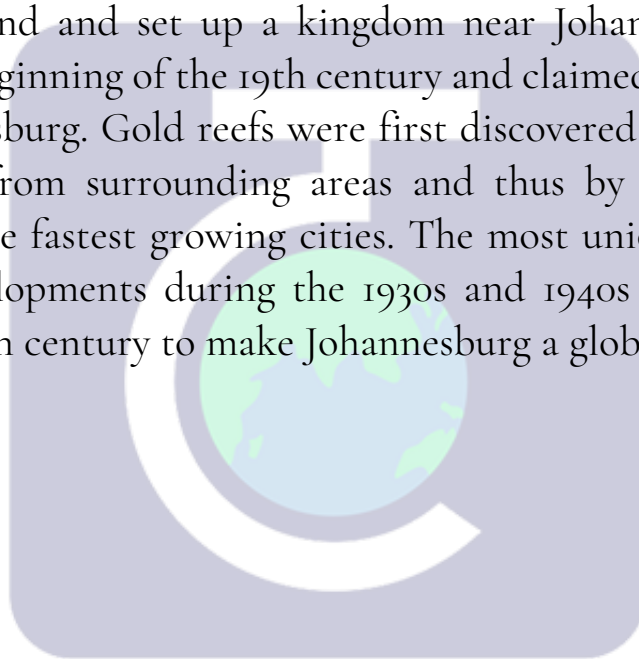 nd and set up a kingdom near Johan
ginning of the 19th century and claimed
sburg. Gold reefs were first discovered
rom surrounding areas and thus by
e fastest growing cities. The most uni
lopments during the 1930s and 1940s
n century to make Johannesburg a glob